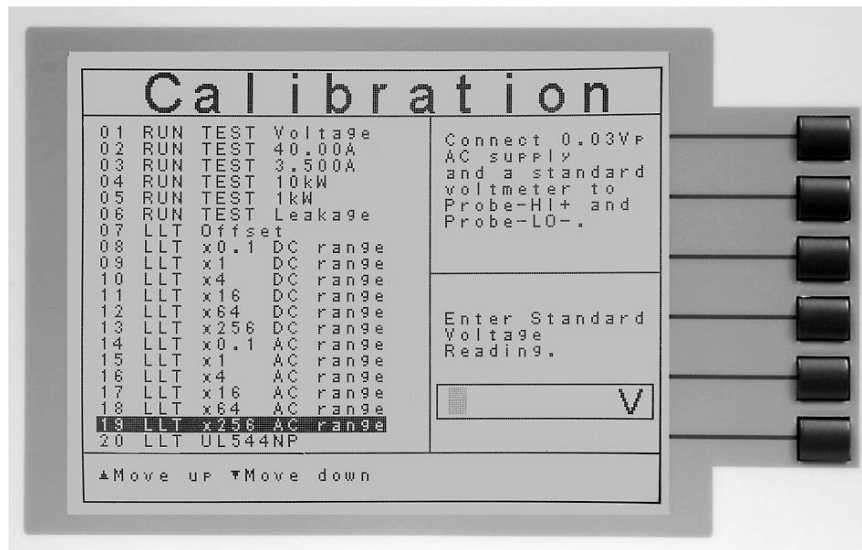 Calibration
01 RUN TEST Voltage
02 RUN TEST 40.00A
03 RUN TEST 3.500A
04 RUN TEST 10kW
05 RUN TEST 1kW
06 RUN TEST Leakage
07 LLT Offset
08 LLT x0.1 DC range
09 LLT x1 DC range
10 LLT x4 DC range
11 LLT x16 DC range
12 LLT x64 DC range
13 LLT x256 DC range
14 LLT x0.1 AC range
15 LLT x1 AC range
16 LLT x4 AC range
17 LLT x16 AC range
18 LLT x64 AC range
19 LLT x256 AC range
20 LLT UL544NP
Connect 0.03Vp
AC supply
and a standard
voltmeter to
Probe-HI+ and
Probe-LO-.
Enter Standard
Voltage
Reading.
V
▲Move up ▼Move down